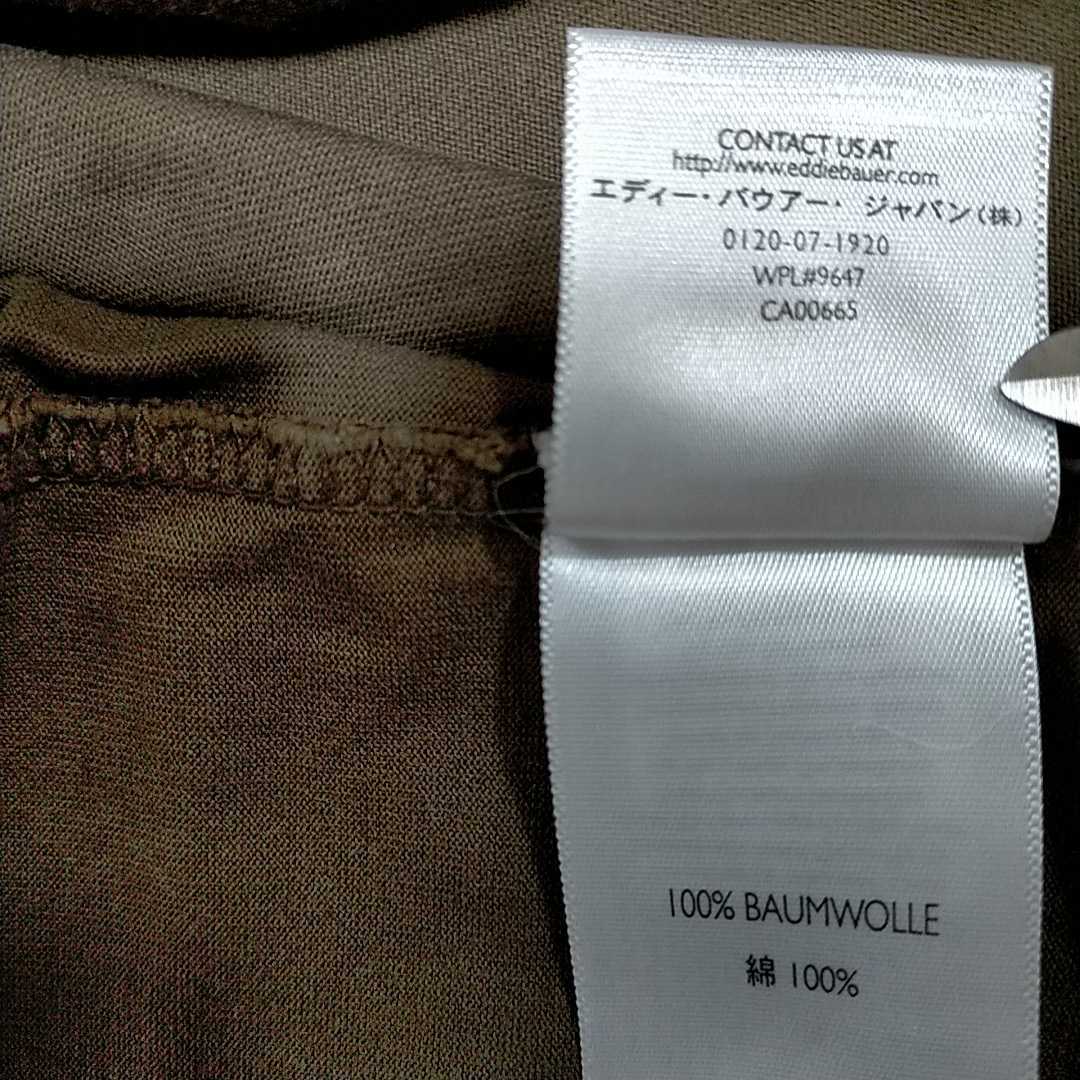 CONTACT US AT
http://www.eddiebauer.com
エディー・バウアー・ ジャパン(株)
0120-07-1920
WPL#9647
CA00665
100% BAUMWOLLE
綿 100%